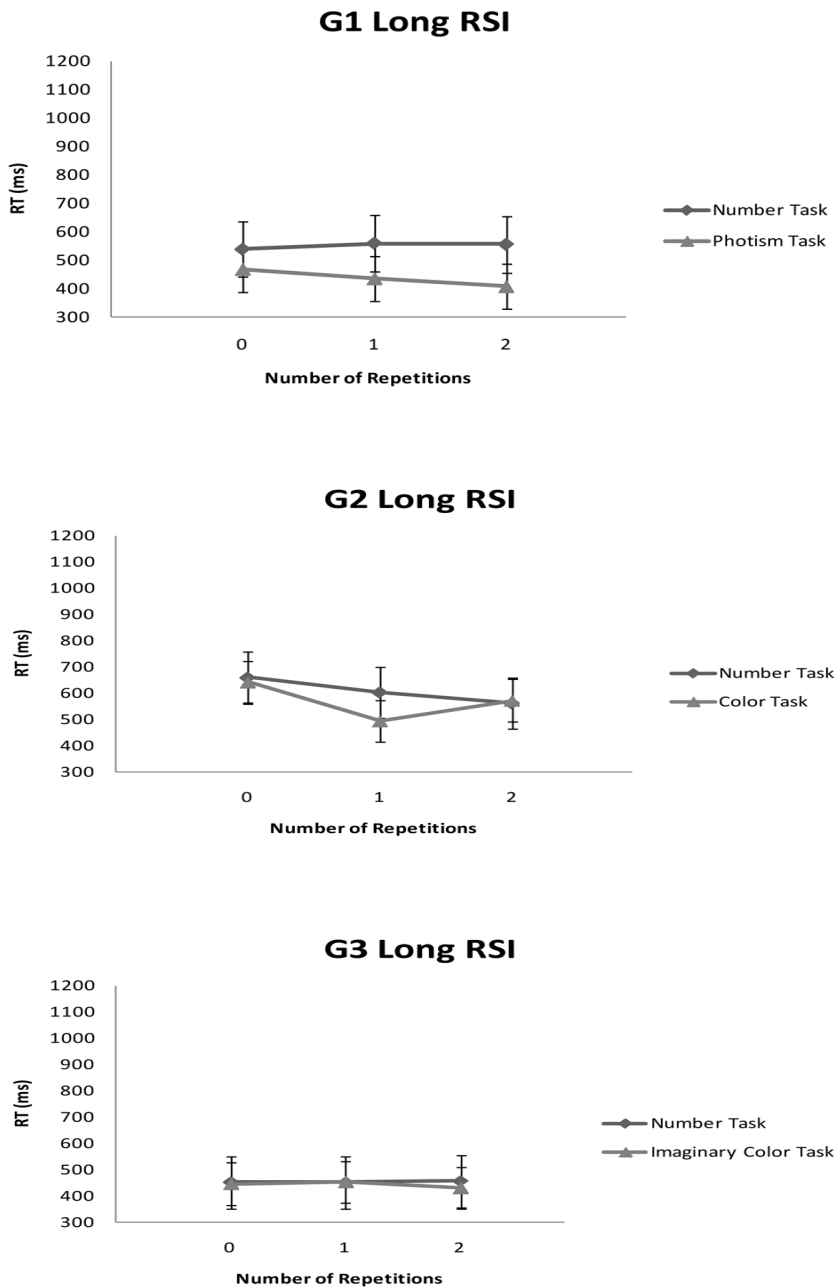 G1 Long RSI
1200
1100
1000
900
800
700
600
500
400
300
RT (ms)
0 1 2
Number of Repetitions
Number Task
Photism Task
G2 Long RSI
1200
1100
1000
900
800
700
600
500
400
300
RT (ms)
0 1 2
Number of Repetitions
Number Task
Color Task
G3 Long RSI
1200
1100
1000
900
800
700
600
500
400
300
RT (ms)
0 1 2
Number of Repetitions
Number Task
Imaginary Color Task